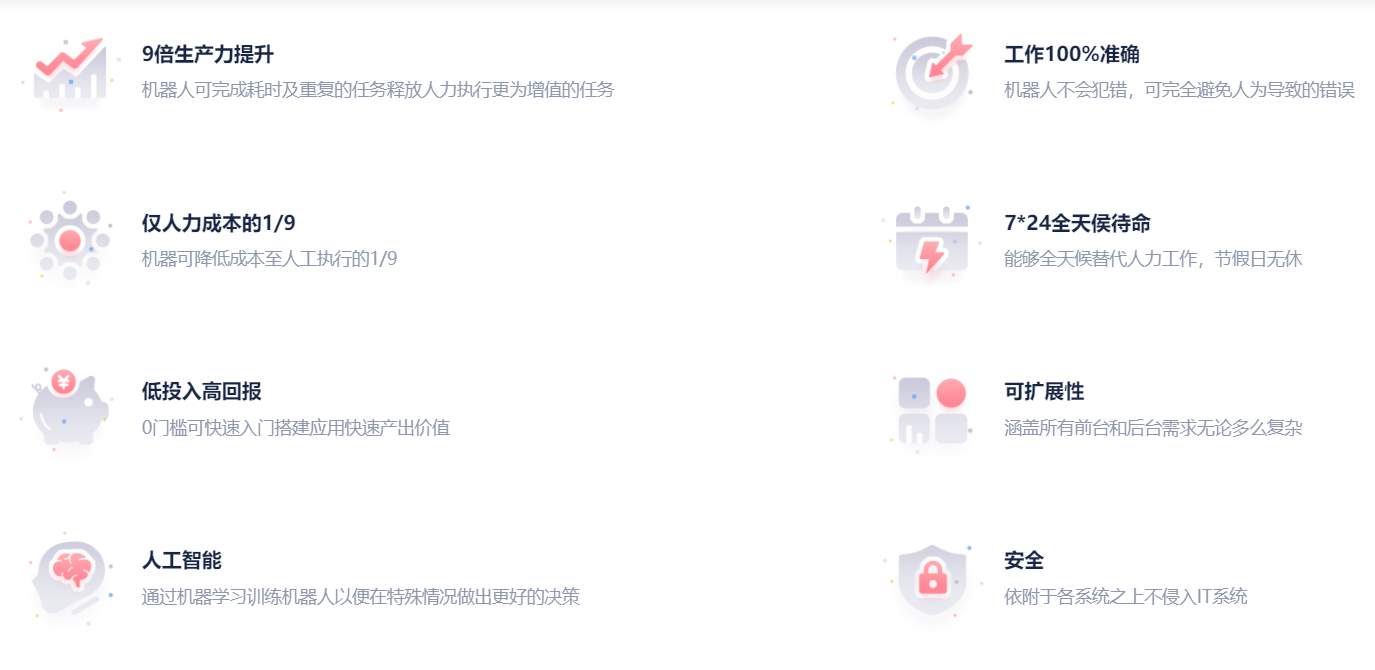 9倍生产力提升
机器人可完成耗时及重复的任务释放人力执行更为增值的任务
工作100%准确
机器人不会犯错，可完全避免人为导致的错误
仅人力成本的1/9
机器可降低成本至人工执行的1/9
7*24全天侯待命
能够全天候替代人力工作，节假日无休
低投入高回报
0门槛可快速入门搭建应用快速产出价值
可扩展性
涵盖所有前台和后台需求无论多么复杂
人工智能
通过机器学习训练机器人以便在特殊情况做出更好的决策
安全
依附于各系统之上不侵入IT系统